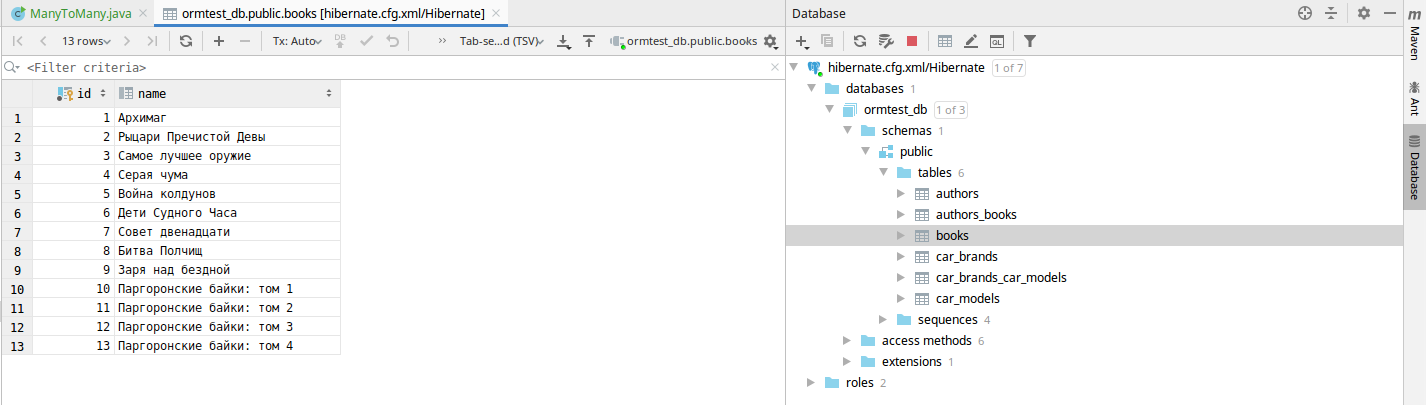 ManyToMany.java
ormtest_db.public.books [hibernate.cfg.xml/Hibernate]
13 rows
Tx: Auto
DB
Tab-se...d (TSV)
ormtest_db.public.books
<Filter criteria>
id name
1 1 Архимаг
2 2 Рыцари Пречистой Девы
3 3 Самое лучшее оружие
4 4 Серая чума
5 5 Война колдунов
6 6 Дети Судного Часа
7 7 Совет двенадцати
8 8 Битва Полчищ
9 9 Заря над бездной
10 10 Паргоронские байки: том 1
11 11 Паргоронские байки: том 2
12 12 Паргоронские байки: том 3
13 13 Паргоронские байки: том 4
Database
QL
hibernate.cfg.xml/Hibernate 1 of 7
databases 1
ormtest_db 1 of 3
schemas 1
public
tables 6
authors
authors_books
books
car_brands
car_brands_car_models
car_models
sequences 4
access methods 6
extensions 1
roles 2
m
Maven
Ant
Database